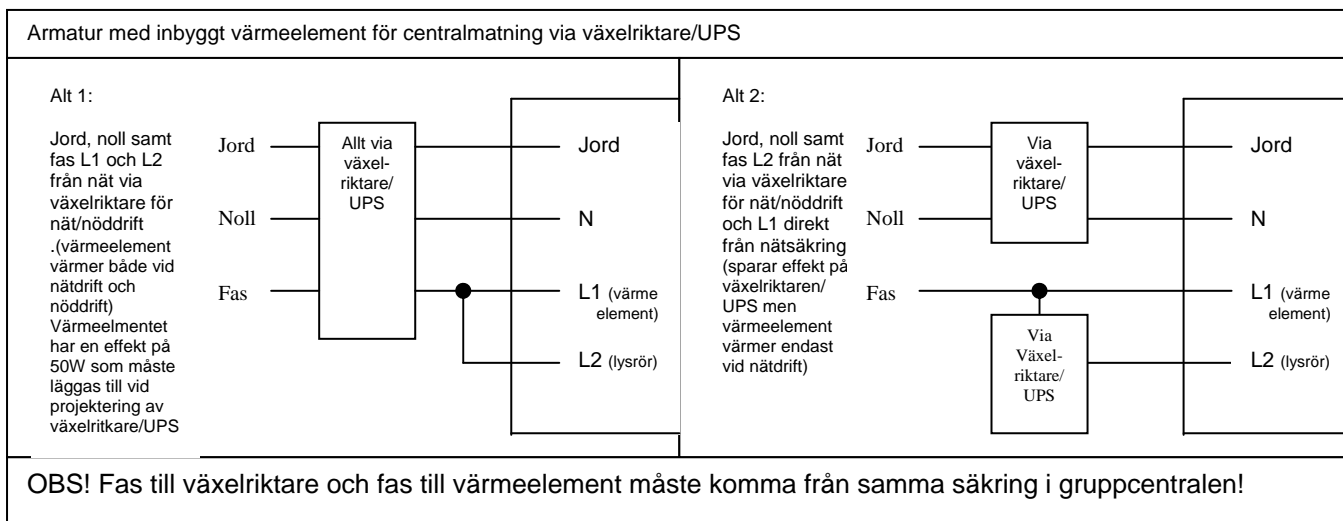 Armatur med inbyggt värmeelement för centralmatning via växelriktare/UPS
Alt 1:
Jord, noll samt
fas L1 och L2
från nät via
växelriktare för
nät/nöddrift
.(värmeelement
värmer både vid
nätdrift och
nöddrift)
Värmeelmentet
har en effekt på
50W som måste
läggas till vid
projektering av
växelritkare/UPS
Jord
Noll
Fas
Allt via
växel-
riktare/
UPS
Jord
N
L1 (värme
element)
L2 (lysrör)
Alt 2:
Jord, noll samt
fas L2 från nät
via växelriktare
för nät/nöddrift
och L1 direkt
från nätsäkring
(sparar effekt på
växelriktaren/
UPS men
värmeelement
värmer endast
vid nätdrift)
Jord
Noll
Fas
Via
växel-
riktare/
UPS
Via
Växel-
riktare/
UPS
Jord
N
L1 (värme
element)
L2 (lysrör)
OBS! Fas till växelriktare och fas till värmeelement måste komma från samma säkring i gruppcentralen!